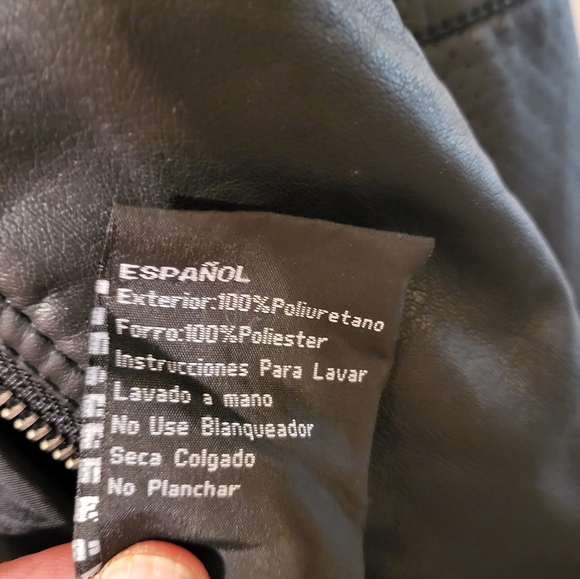 ESPAÑOL
Exterior:100%Poliuretano
Forro:100%Poliester
Instrucciones Para Lavar
Lavado a mano
No Use Blanqueador
Seca Colgado
No Planchar